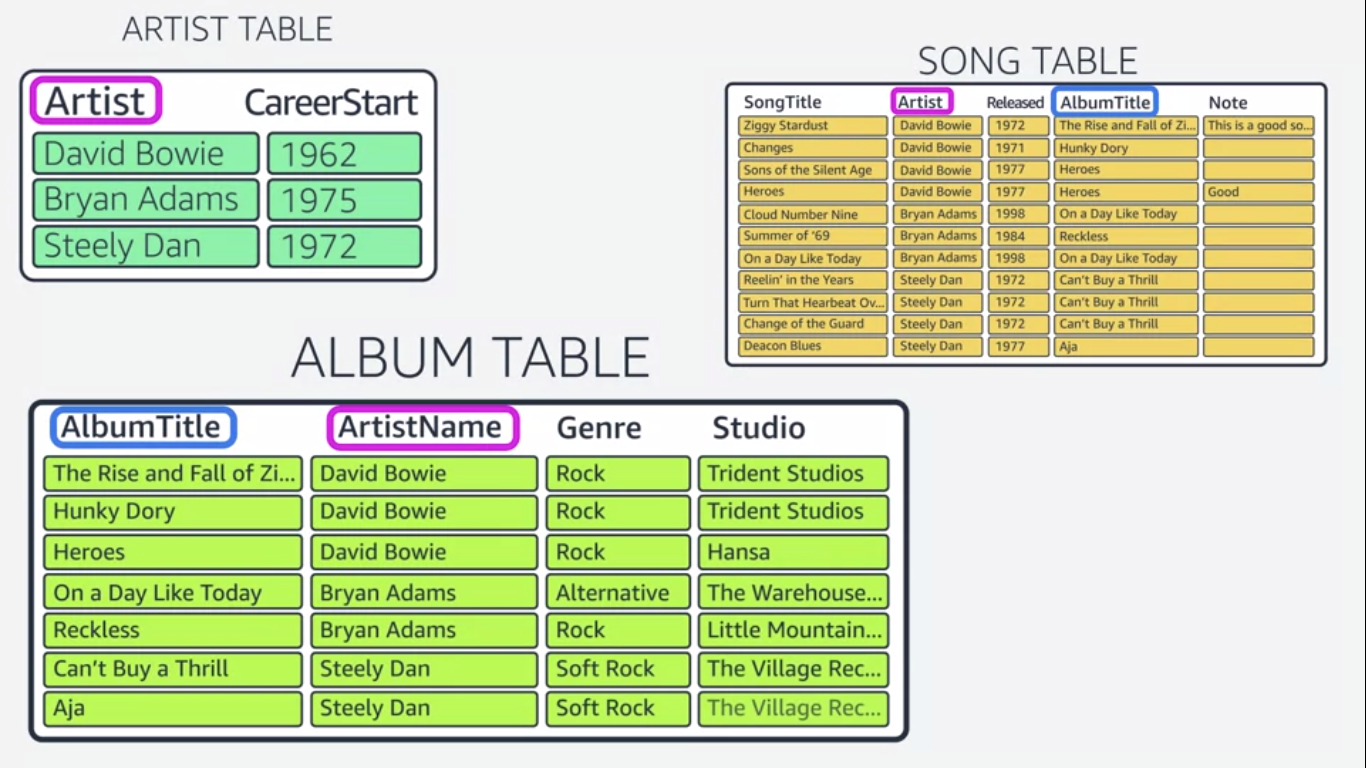 ARTIST TABLE
Artist CareerStart
David Bowie 1962
Bryan Adams 1975
Steely Dan 1972
SONG TABLE
SongTitle Artist Released AlbumTitle Note
Ziggy Stardust David Bowie 1972 The Rise and Fall of Zi... This is a good so...
Changes David Bowie 1971 Hunky Dory
Sons of the Silent Age David Bowie 1977 Heroes
Heroes David Bowie 1977 Heroes Good
Cloud Number Nine Bryan Adams 1998 On a Day Like Today
Summer of '69 Bryan Adams 1984 Reckless
On a Day Like Today Bryan Adams 1998 On a Day Like Today
Reelin' in the Years Steely Dan 1972 Can't Buy a Thrill
Turn That Hearbeat Ov... Steely Dan 1972 Can't Buy a Thrill
Change of the Guard Steely Dan 1972 Can't Buy a Thrill
Deacon Blues Steely Dan 1977 Aja
ALBUM TABLE
AlbumTitle ArtistName Genre Studio
The Rise and Fall of Zi... David Bowie Rock Trident Studios
Hunky Dory David Bowie Rock Trident Studios
Heroes David Bowie Rock Hansa
On a Day Like Today Bryan Adams Alternative The Warehouse...
Reckless Bryan Adams Rock Little Mountain...
Can't Buy a Thrill Steely Dan Soft Rock The Village Rec...
Aja Steely Dan Soft Rock The Village Rec...